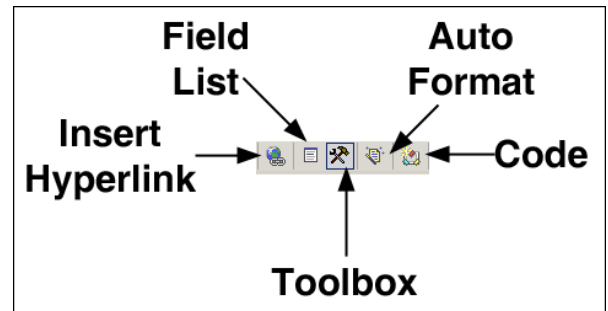 Field
List
Auto
Format
Insert
Hyperlink
Code
Toolbox